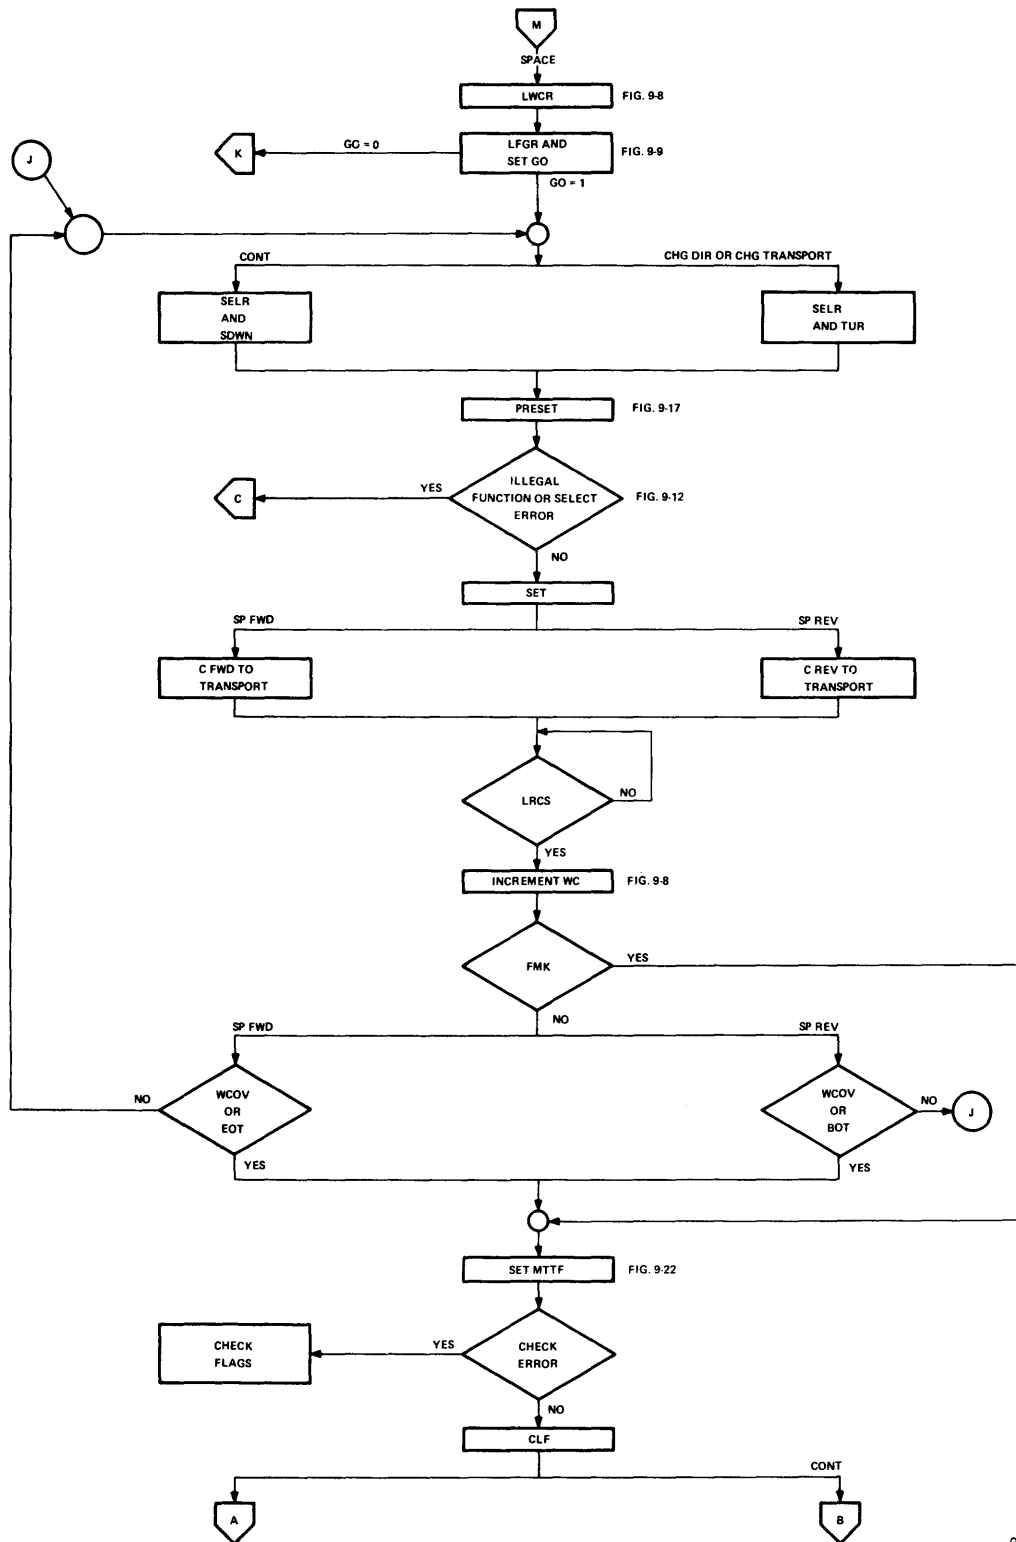 M
SPACE
LWCR
FIG. 9-8
J
K
GO = 0
LFGR AND
SET GO
FIG. 9-9
GO = 1
CONT
CHG DIR OR CHG TRANSPORT
SELR
AND
SDWN
SELR
AND TUR
PRESET
FIG. 9-17
C
YES
ILLEGAL
FUNCTION OR SELECT
ERROR
FIG. 9-12
NO
SET
SP FWD
SP REV
C FWD TO
TRANSPORT
C REV TO
TRANSPORT
LRCS
NO
YES
INCREMENT WC
FIG. 9-8
FMK
YES
NO
SP FWD
SP REV
NO
WCOV
OR
EOT
WCOV
OR
BOT
NO
J
YES
YES
SET MTTF
FIG. 9-22
CHECK
FLAGS
YES
CHECK
ERROR
NO
CLF
CONT
A
B